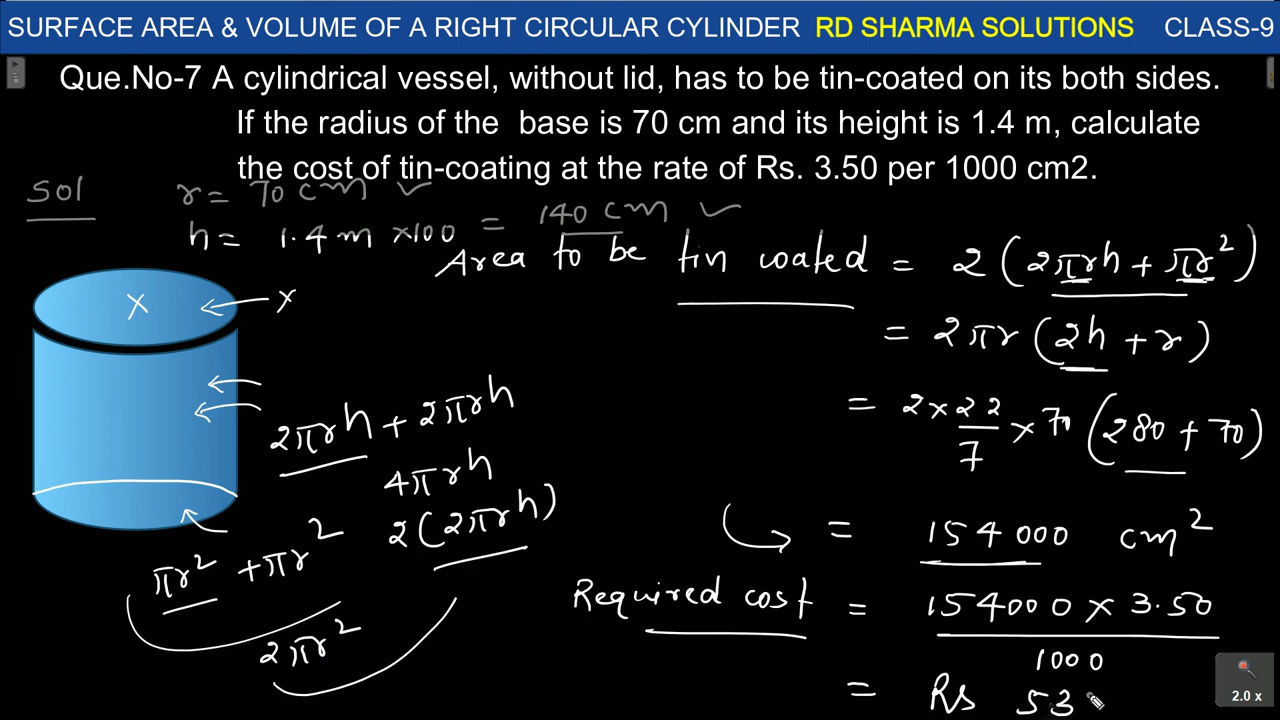 SURFACE AREA & VOLUME OF A RIGHT CIRCULAR CYLINDER RD SHARMA SOLUTIONS CLASS-9
Que.No-7 A cylindrical vessel, without lid, has to be tin-coated on its both sides.
If the radius of the base is 70 cm and its height is 1.4 m, calculate
the cost of tin-coating at the rate of Rs. 3.50 per 1000 cm2.
Sol r = 70 cm ✓
h = 1.4 m ×100 = 140 cm ✓
Area to be tin coated = 2 (2πrh + πr²)
= 2πr (2h + r)
= 2 × 22/7 × 70 (280 + 70)
= 154000 cm²
Required cost = 154000 × 3.50
1000
= Rs 53
x x
2πrh + 2πrh
4πrh
2(2πrh)
πr² + πr²
2πr²
2.0 x